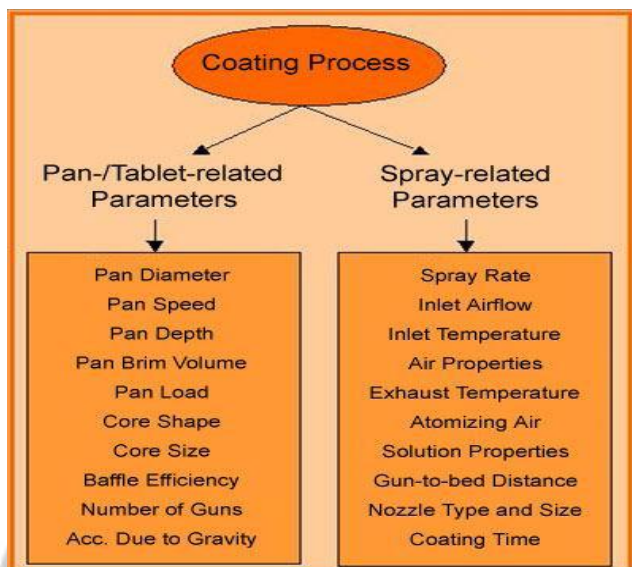 Coating Process
Pan-/Tablet-related
Parameters
Pan Diameter
Pan Speed
Pan Depth
Pan Brim Volume
Pan Load
Core Shape
Core Size
Baffle Efficiency
Number of Guns
Acc. Due to Gravity
Spray-related
Parameters
Spray Rate
Inlet Airflow
Inlet Temperature
Air Properties
Exhaust Temperature
Atomizing Air
Solution Properties
Gun-to-bed Distance
Nozzle Type and Size
Coating Time